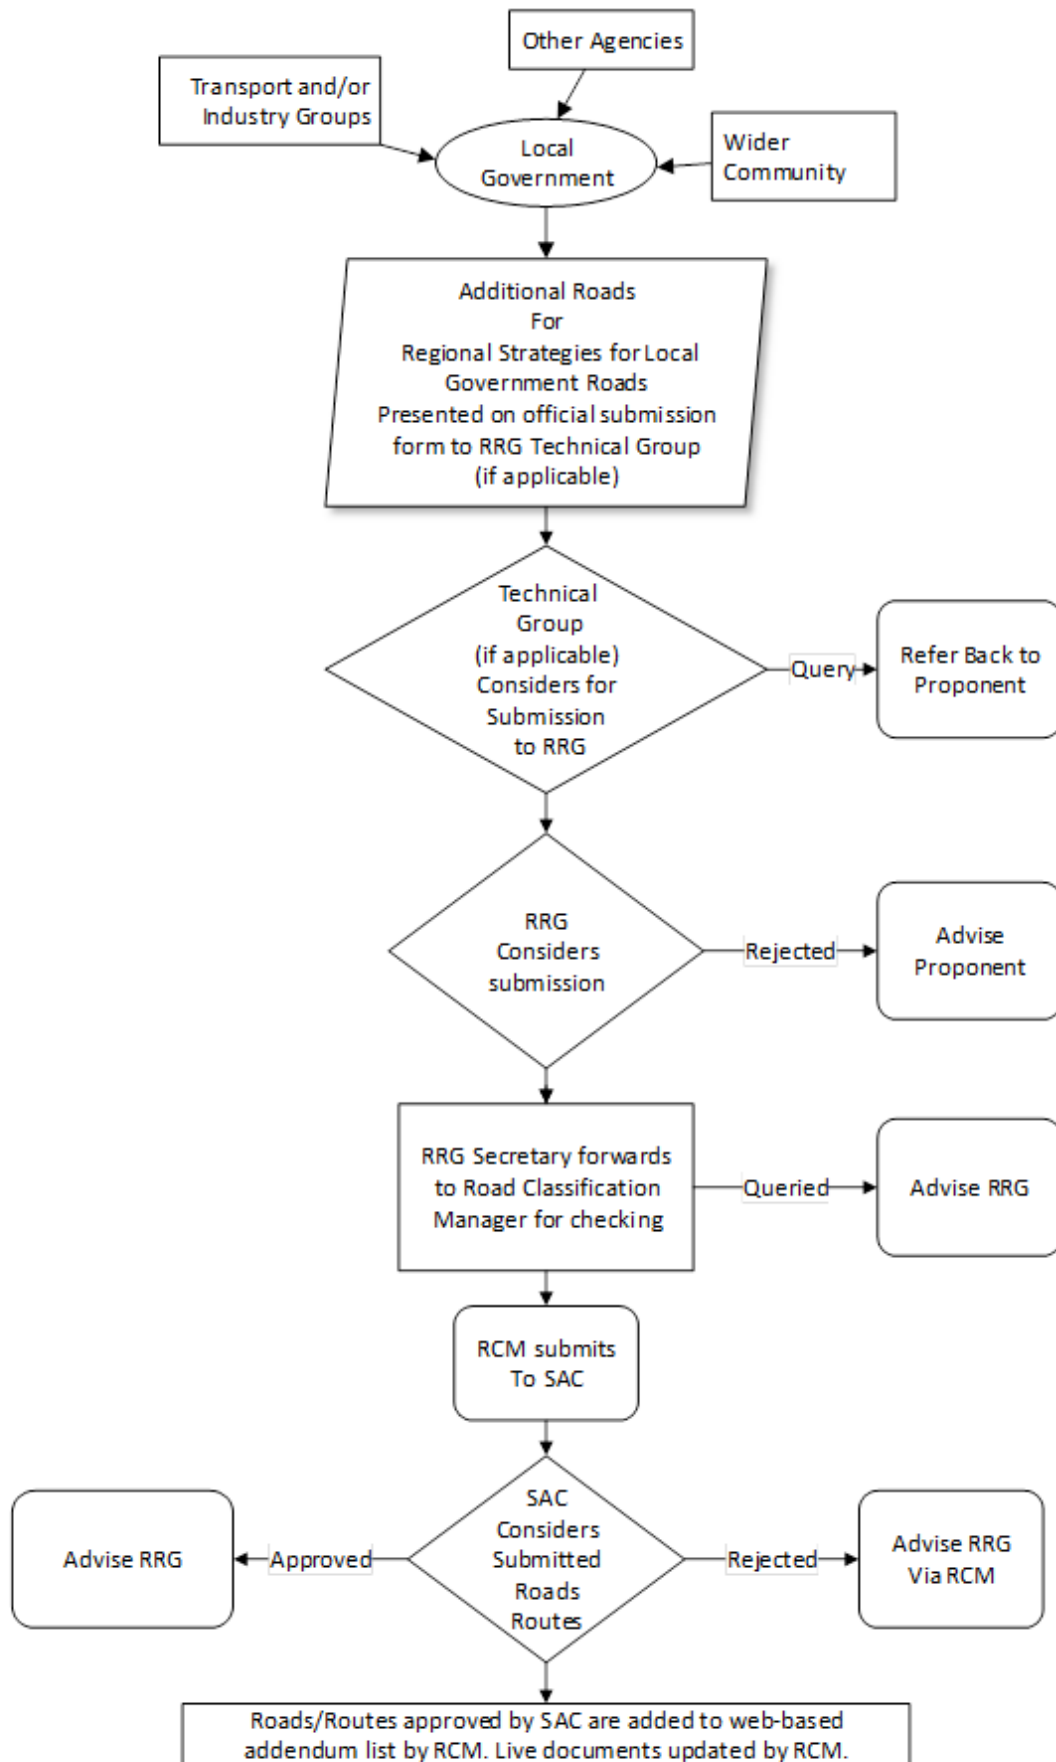 Other Agencies
Transport and/or
Industry Groups
Local
Government
Wider
Community
Additional Roads
For
Regional Strategies for Local
Government Roads
Presented on official submission
form to RRG Technical Group
(if applicable)
Technical
Group
(if applicable)
Considers for
Submission
to RRG
Query
Refer Back to
Proponent
RRG
Considers
submission
Rejected
Advise
Proponent
RRG Secretary forwards
to Road Classification
Manager for checking
Queried
Advise RRG
RCM submits
To SAC
SAC
Considers
Submitted
Roads
Routes
Approved
Advise RRG
Rejected
Advise RRG
Via RCM
Roads/Routes approved by SAC are added to web-based
addendum list by RCM. Live documents updated by RCM.